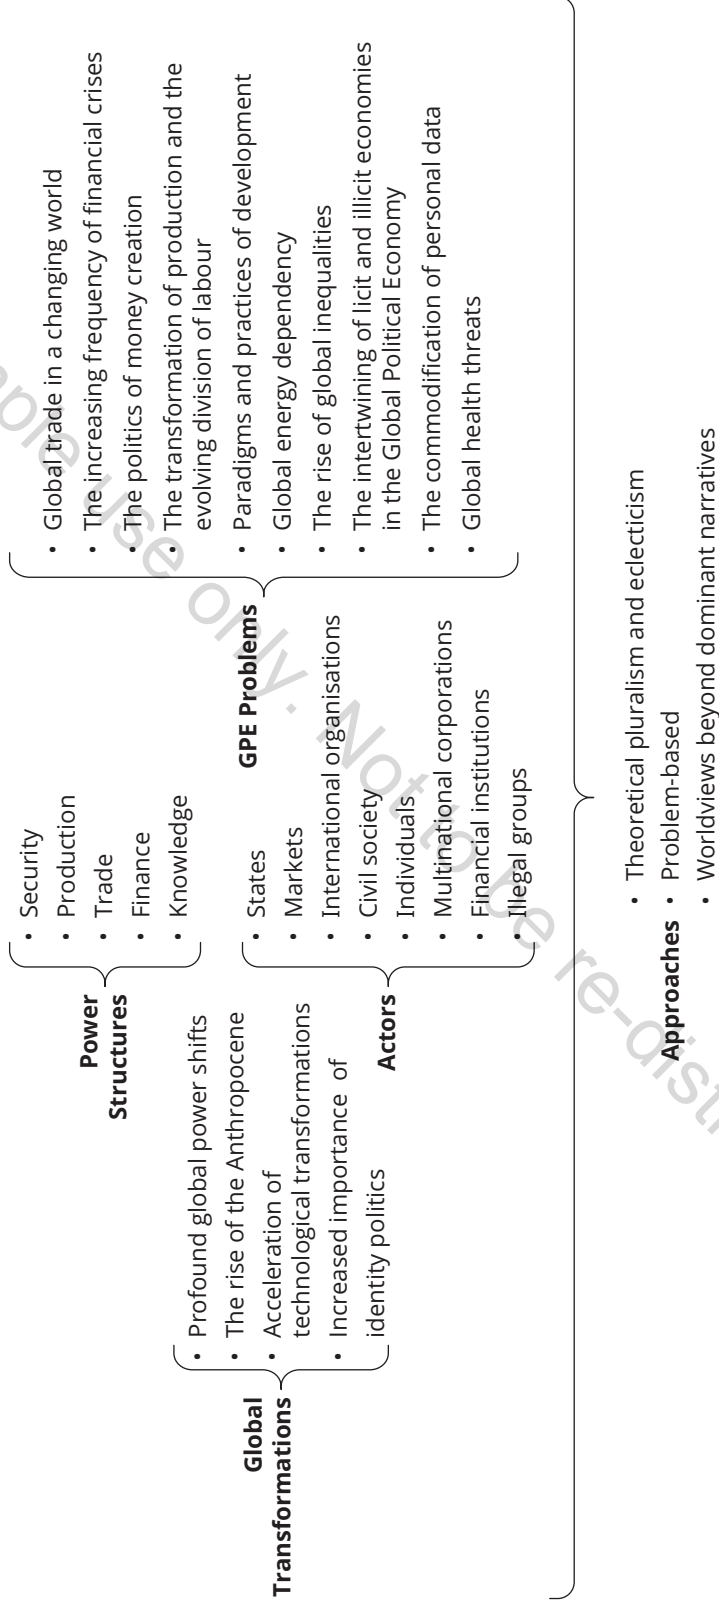 Global
Transformations
• Profound global power shifts
• The rise of the Anthropocene
• Acceleration of
technological transformations
• Increased importance of
identity politics
Power
Structures
• Security
• Production
• Trade
• Finance
• Knowledge
Actors
• States
• Markets
• International organisations
• Civil society
• Individuals
• Multinational corporations
• Financial institutions
• Illegal groups
GPE Problems
• Global trade in a changing world
• The increasing frequency of financial crises
• The politics of money creation
• The transformation of production and the
evolving division of labour
• Paradigms and practices of development
• Global energy dependency
• The rise of global inequalities
• The intertwining of licit and illicit economies
in the Global Political Economy
• The commodification of personal data
• Global health threats
Approaches
• Theoretical pluralism and eclecticism
• Problem-based
• Worldviews beyond dominant narratives
use only. Not to be